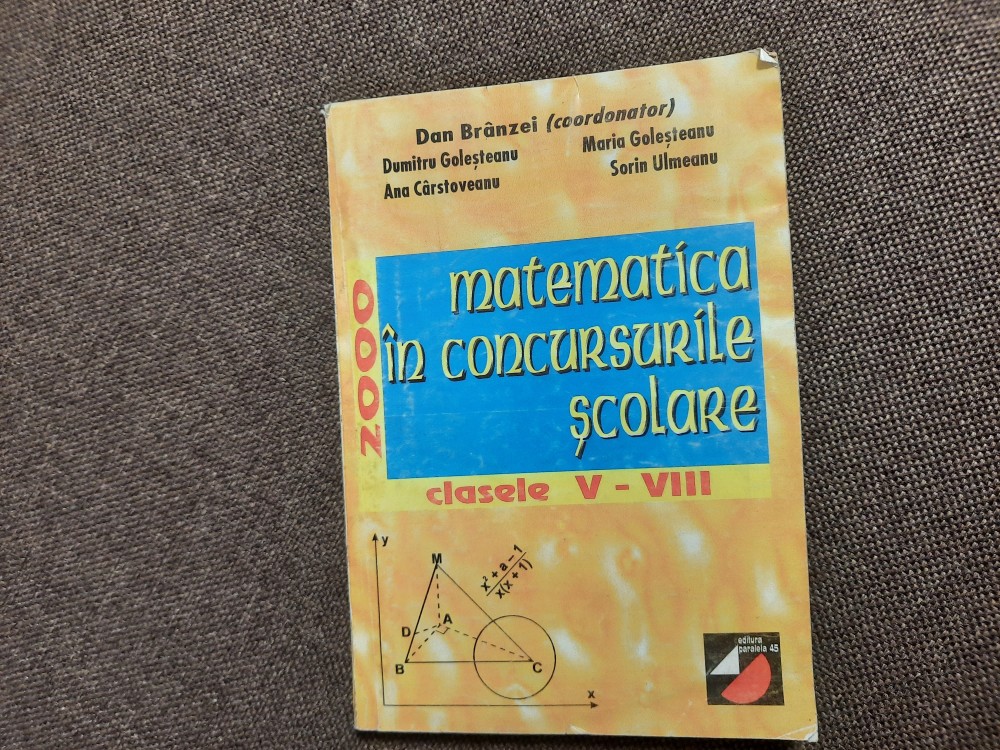 Dan Brânzei (coordonator)
Dumitru Goleșteanu
Maria Goleșteanu
Ana Cârstoveanu
Sorin Ulmeanu
2000
matematica
în concursurile
școlare
clasele V - VIII
y
M
x² + a - 1
x(x + 1)
D
A
B
C
x
editura
paralela 45